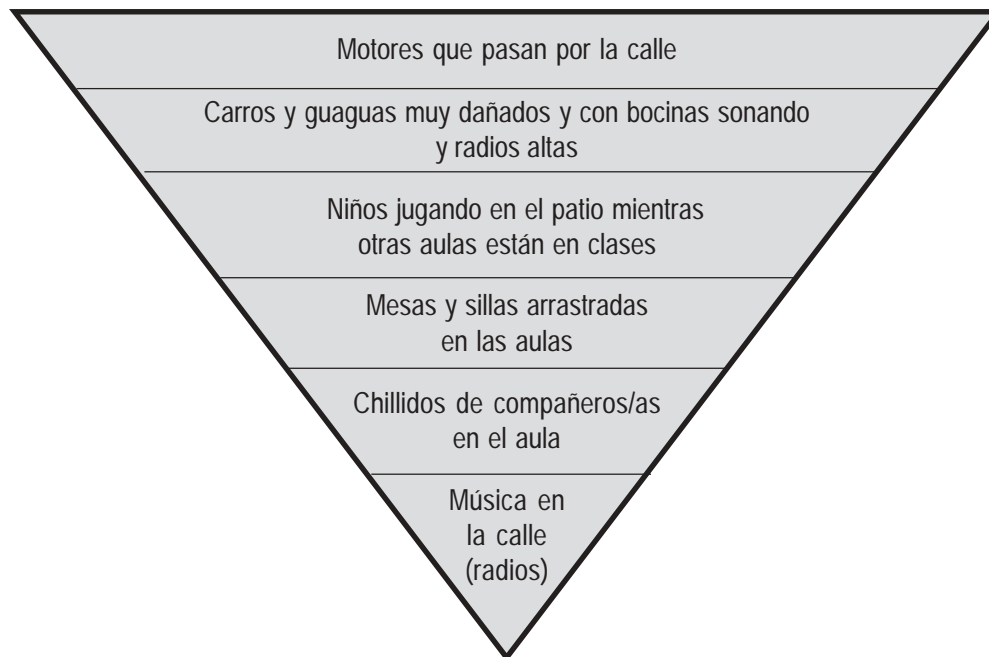 Motores que pasan por la calle
Carros y guaguas muy dañados y con bocinas sonando
y radios altas
Niños jugando en el patio mientras
otras aulas están en clases
Mesas y sillas arrastradas
en las aulas
Chillidos de compañeros/as
en el aula
Música en
la calle
(radios)